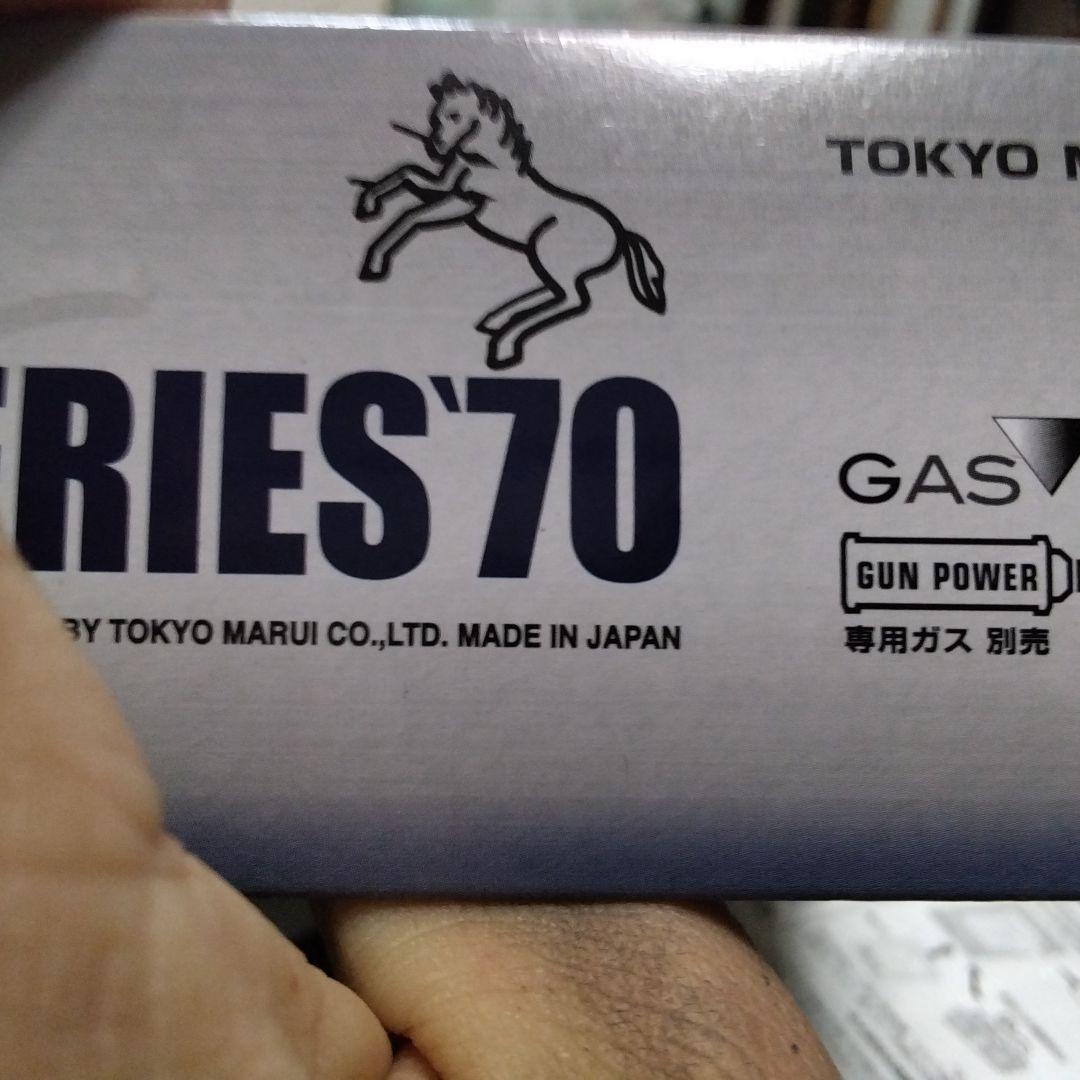 TOKYO
ERIES'70
BY TOKYO MARUI CO.,LTD. MADE IN JAPAN
GAS
GUN POWER
専用ガス 別売